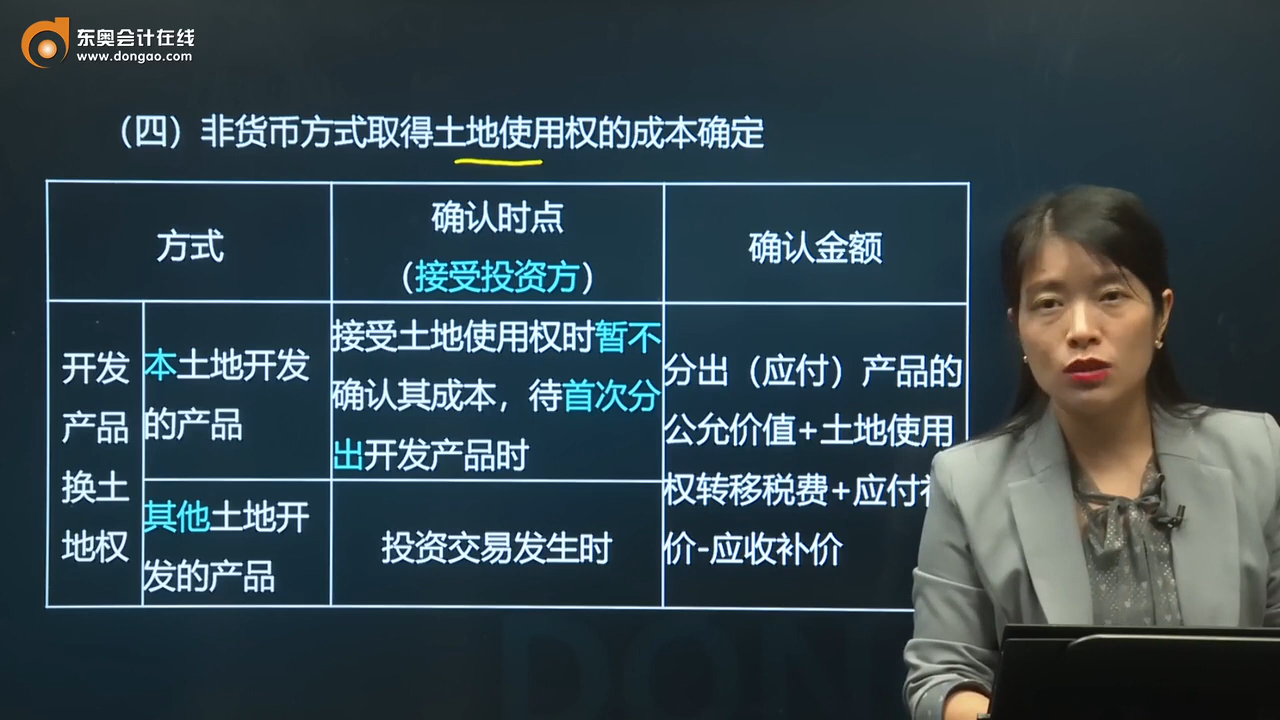 东奥会计在线
www.dongao.com
（四）非货币方式取得土地使用权的成本确定
方式
确认时点
（接受投资方）
确认金额
开发
产品
换土
地权
本土地开发
的产品
接受土地使用权时暂不
确认其成本，待首次分
出开发产品时
分出（应付）产品的
公允价值+土地使用
权转移税费+应付
价-应收补价
其他土地开
发的产品
投资交易发生时